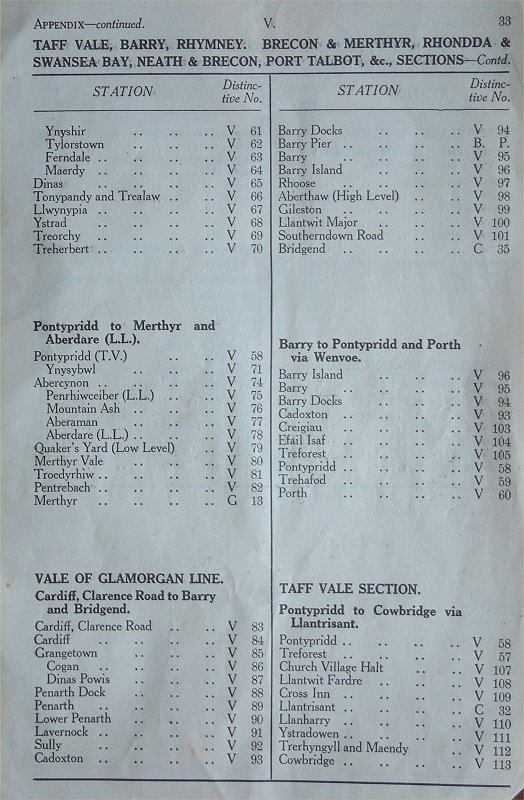 APPENDIX—continued. V. 33
TAFF VALE, BARRY, RHYMNEY. BRECON & MERTHYR, RHONDDA &
SWANSEA BAY, NEATH & BRECON, PORT TALBOT, &c., SECTIONS—Contd.
STATION Distinc-
tive No.
Ynyshir .. .. .. V 61
Tylorstown .. .. .. V 62
Ferndale .. .. .. .. V 63
Maerdy .. .. .. .. V 64
Dinas .. .. .. .. V 65
Tonypandy and Trealaw .. .. V 66
Llwynypia .. .. .. .. V 67
Ystrad .. .. .. .. V 68
Treorchy .. .. .. .. V 69
Treherbert .. .. .. .. V 70
Pontypridd to Merthyr and
Aberdare (L.L.).
Pontypridd (T.V.) .. .. V 58
Ynysybwl .. .. V 71
Abercynon .. .. .. .. V 74
Penrhiwceiber (L.L.) .. .. V 75
Mountain Ash .. .. V 76
Aberaman .. .. V 77
Aberdare (L.L.) .. .. .. V 78
Quaker's Yard (Low Level) .. V 79
Merthyr Vale .. .. .. V 80
Troedyrhiw .. .. .. .. V 81
Pentrebach .. .. .. .. V 82
Merthyr .. .. .. G 13
VALE OF GLAMORGAN LINE.
Cardiff, Clarence Road to Barry
and Bridgend.
Cardiff, Clarence Road .. .. V 83
Cardiff .. .. .. .. V 84
Grangetown .. .. .. V 85
Cogan .. .. .. V 86
Dinas Powis .. .. .. V 87
Penarth Dock .. .. .. V 88
Penarth .. .. .. .. V 89
Lower Penarth .. .. .. V 90
Lavernock .. .. .. V 91
Sully .. .. .. .. V 92
Cadoxton .. .. .. V 93
STATION Distinc-
tive No.
Barry Docks .. .. .. V 94
Barry Pier .. .. .. .. B. P.
Barry .. .. .. .. V 95
Barry Island .. .. .. V 96
Rhoose .. .. .. .. V 97
Aberthaw (High Level) .. .. V 98
Gileston .. .. .. .. V 99
Llantwit Major .. .. .. V 100
Southerndown Road .. .. V 101
Bridgend .. .. .. .. C 35
Barry to Pontypridd and Porth
via Wenvoe.
Barry Island .. .. .. V 96
Barry .. .. .. .. V 95
Barry Docks .. .. .. V 94
Cadoxton .. .. .. .. V 93
Creigiau .. .. .. .. V 103
Efail Isaf .. .. .. .. V 104
Treforest .. .. .. .. V 105
Pontypridd .. .. .. .. V 58
Trehafod .. .. .. .. V 59
Porth .. .. .. .. V 60
TAFF VALE SECTION.
Pontypridd to Cowbridge via
Llantrisant.
Pontypridd .. .. .. .. V 58
Treforest .. .. .. .. V 57
Church Village Halt .. .. V 107
Llantwit Fardre .. .. .. V 108
Cross Inn .. .. .. .. V 109
Llantrisant .. .. .. .. C 32
Llanharry .. .. .. .. V 110
Ystradowen .. .. .. .. V 111
Trerhyngyll and Maendy .. .. V 112
Cowbridge .. .. .. .. V 113